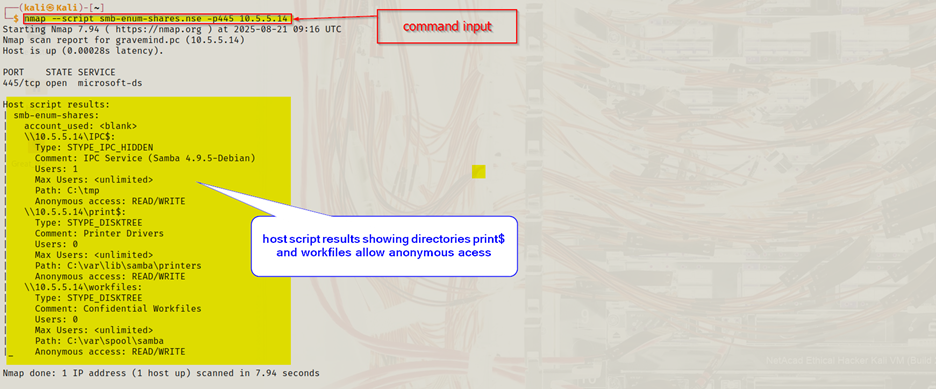 ┌──(kali㉿Kali)-[~]
└─$ nmap --script smb-enum-shares.nse -p445 10.5.5.14
command input
Starting Nmap 7.94 ( https://nmap.org ) at 2025-08-21 09:16 UTC
Nmap scan report for gravemind.pc (10.5.5.14)
Host is up (0.00028s latency).
PORT    STATE SERVICE
445/tcp open  microsoft-ds
Host script results:
| smb-enum-shares:
|   account_used: <blank>
|   \\10.5.5.14\IPC$:
|     Type: STYPE_IPC_HIDDEN
|     Comment: IPC Service (Samba 4.9.5-Debian)
|     Users: 1
|     Max Users: <unlimited>
|     Path: C:\tmp
|     Anonymous access: READ/WRITE
|   \\10.5.5.14\print$:
|     Type: STYPE_DISKTREE
|     Comment: Printer Drivers
|     Users: 0
|     Max Users: <unlimited>
|     Path: C:\var\lib\samba\printers
|     Anonymous access: READ/WRITE
|   \\10.5.5.14\workfiles:
|     Type: STYPE_DISKTREE
|     Comment: Confidential Workfiles
|     Users: 0
|     Max Users: <unlimited>
|     Path: C:\var\spool\samba
|_    Anonymous access: READ/WRITE
host script results showing directories print$
and workfiles allow anonymous acess
Nmap done: 1 IP address (1 host up) scanned in 7.94 seconds